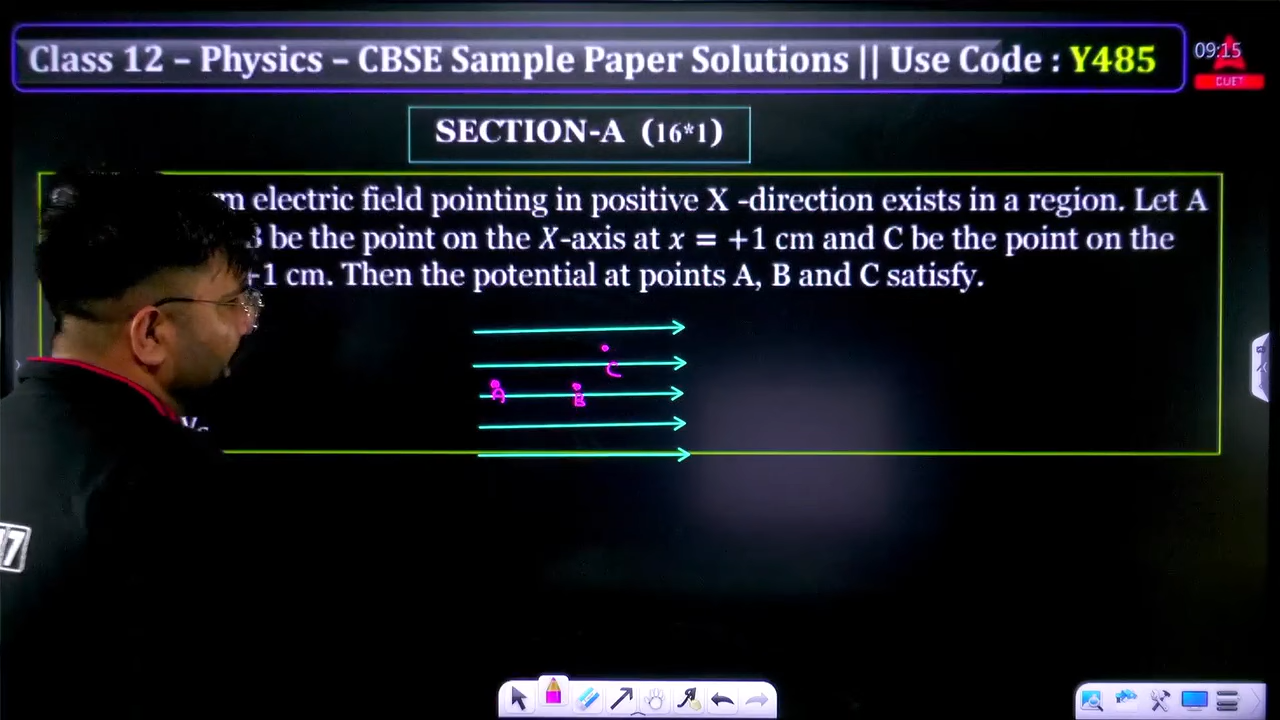 Class 12 – Physics – CBSE Sample Paper Solutions || Use Code : Y485
09:15
CUET
SECTION-A (16*1)
electric field pointing in positive X -direction exists in a region. Let A
B be the point on the X-axis at x = +1 cm and C be the point on the
+1 cm. Then the potential at points A, B and C satisfy.
C
A
B
7